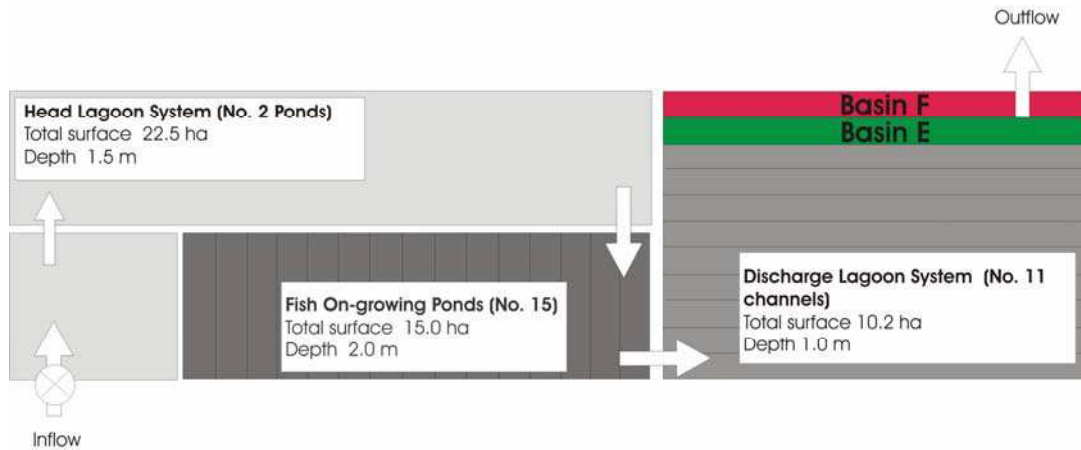 Outflow
Head Lagoon System (No. 2 Ponds)
Total surface 22.5 ha
Depth 1.5 m
Basin F
Basin E
Fish On-growing Ponds (No. 15)
Total surface 15.0 ha
Depth 2.0 m
Discharge Lagoon System (No. 11
channels)
Total surface 10.2 ha
Depth 1.0 m
Inflow